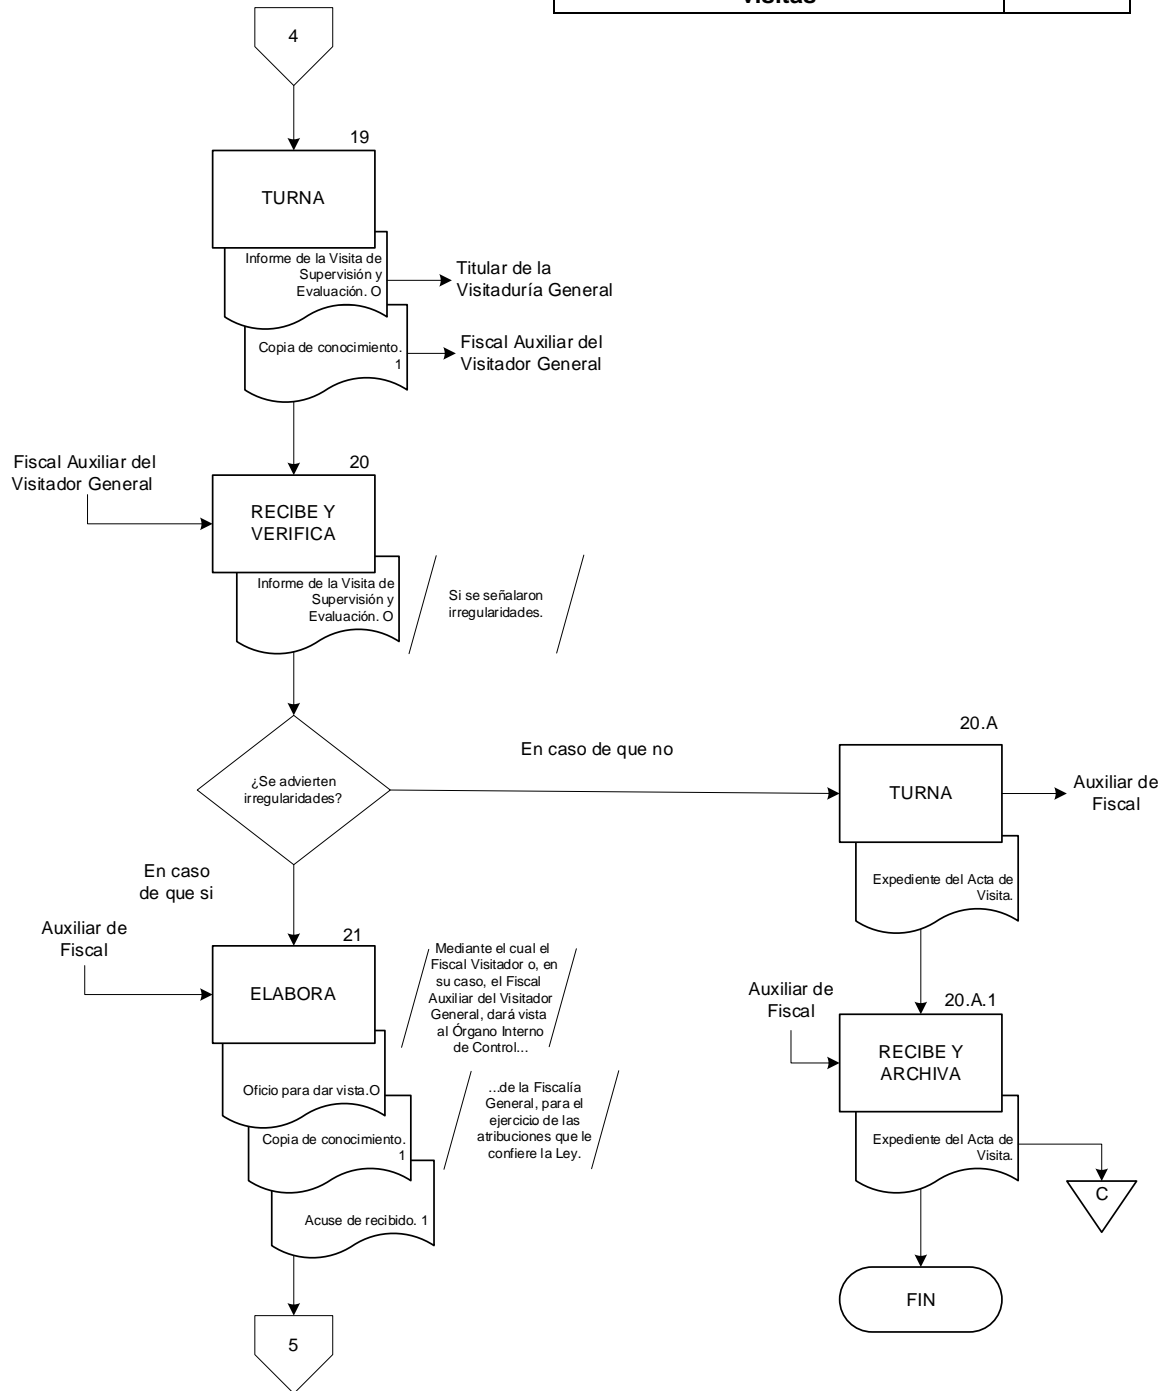 visitas
4
19
TURNA
Informe de la Visita de
Supervisión y
Evaluación. O
Titular de la
Visitaduría General
Copia de conocimiento.
1
Fiscal Auxiliar del
Visitador General
Fiscal Auxiliar del
Visitador General
20
RECIBE Y
VERIFICA
Informe de la Visita de
Supervisión y
Evaluación. O
Si se señalaron
irregularidades.
¿Se advierten
irregularidades?
En caso de que no
20.A
TURNA
Auxiliar de
Fiscal
Expediente del Acta de
Visita.
En caso
de que si
Auxiliar de
Fiscal
21
ELABORA
Mediante el cual el
Fiscal Visitador o, en
su caso, el Fiscal
Auxiliar del Visitador
General, dará vista
al Órgano Interno
de Control...
Oficio para dar vista.O
...de la Fiscalía
General, para el
ejercicio de las
atribuciones que le
confiere la Ley.
Copia de conocimiento.
1
Acuse de recibido. 1
Auxiliar de
Fiscal
20.A.1
RECIBE Y
ARCHIVA
Expediente del Acta de
Visita.
C
FIN
5